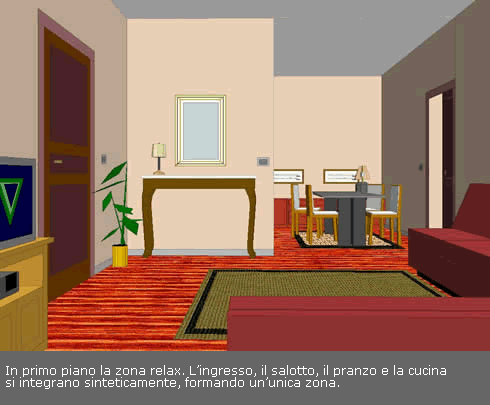 In primo piano la zona relax. L'ingresso, il salotto, il pranzo e la cucina
si integrano sinteticamente, formando un'unica zona.